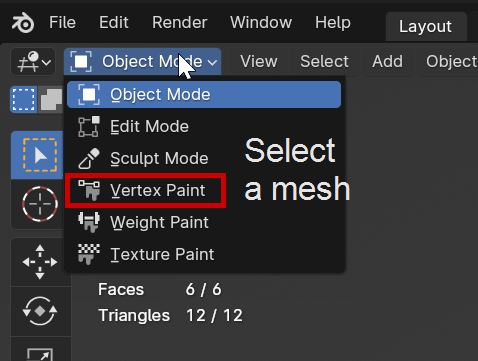 File Edit Render Window Help Layout
Object Mode View Select Add Object
Object Mode
Edit Mode
Sculpt Mode
Vertex Paint
Weight Paint
Texture Paint
Select
a mesh
Faces 6 / 6
Triangles 12 / 12